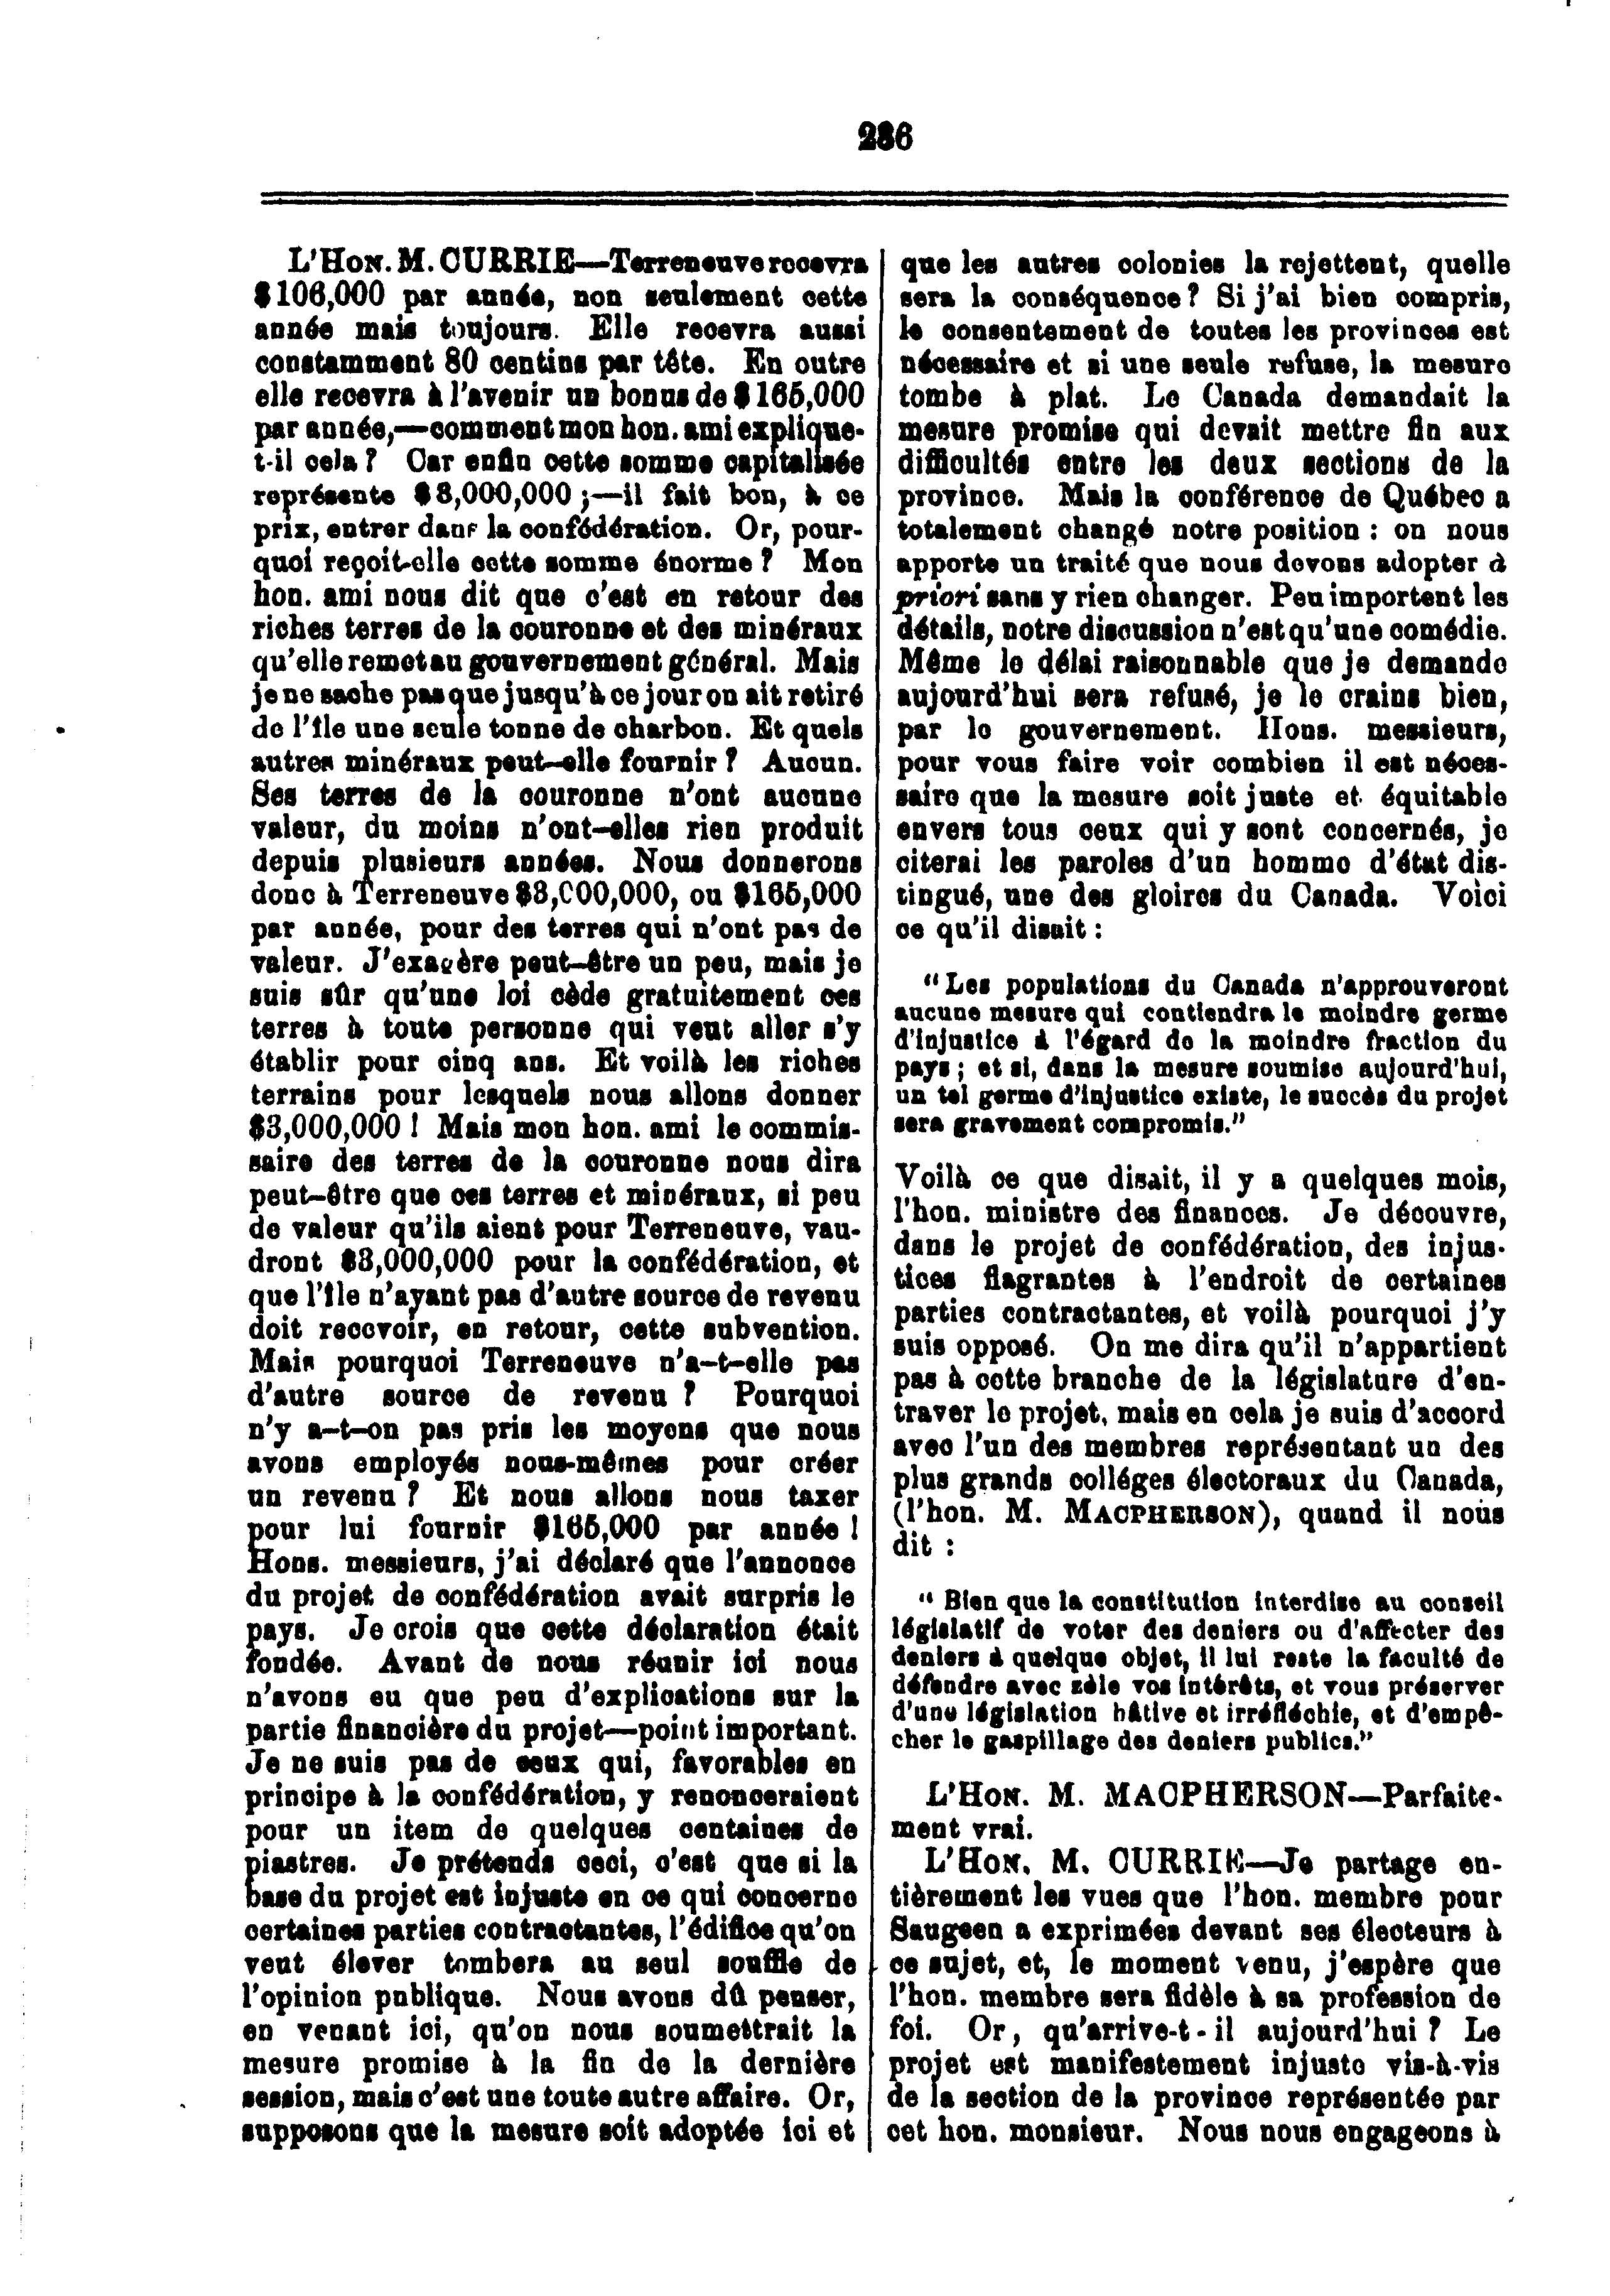 286
L'HON. M. CURRIE—Terreneuve recevra
$106,000 par année, non seulement cette
année mais toujours. Elle recevra aussi
constamment 80 centins par tête. En outre
elle recevra à l'avenir un bonus de $165,000
par année,—comment mon hon. ami explique-
t-il cela ? Car enfin cette somme capitalisée
représente $3,000,000 ;—il fait bon, à ce
prix, entrer dans la confédération. Or, pour-
quoi reçoit-elle cette somme énorme ? Mon
hon. ami nous dit que c'est en retour des
riches terres de la couronne et des minéraux
qu'elle remet au gouvernement général. Mais
je ne sache pas que jusqu'à ce jour on ait retiré
de l'île une seule tonne de charbon. Et quels
autres minéraux peut-elle fournir ? Aucun.
Ses terres de la couronne n'ont aucune
valeur, du moins n'ont-elles rien produit
depuis plusieurs années. Nous donnerons
donc à Terreneuve $3,000,000, ou $165,000
par année, pour des terres qui n'ont pas de
valeur. J'exagère peut-être un peu, mais je
suis sûr qu'une loi cède gratuitement ces
terres à toute personne qui veut aller s'y
établir pour cinq ans. Et voilà les riches
terrains pour lesquels nous allons donner
$3,000,000 ! Mais mon hon. ami le commis-
saire des terres de la couronne nous dira
peut-être que ces terres et minéraux, si peu
de valeur qu'ils aient pour Terreneuve, vau-
dront $3,000,000 pour la confédération, et
que l'île n'ayant pas d'autre source de revenu
doit recevoir, en retour, cette subvention.
Mais pourquoi Terreneuve n'a-t-elle pas
d'autre source de revenu ? Pourquoi
n'y a-t-on pas pris les moyens que nous
avons employés nous-mêmes pour créer
un revenu ? Et nous allons nous taxer
pour lui fournir $165,000 par année !
Hons. messieurs, j'ai déclaré que l'annonce
du projet de confédération avait surpris le
pays. Je crois que cette déclaration était
fondée. Avant de nous réunir ici nous
n'avons eu que peu d'explications sur la
partie financière du projet—point important.
Je ne suis pas de ceux qui, favorables en
principe à la confédération, y renonceraient
pour un item de quelques centaines de
piastres. Je prétends ceci, c'est que si la
base du projet est injuste en ce qui concerne
certaines parties contractantes, l'édifice qu'on
veut élever tombera au seul souffle de
l'opinion publique. Nous avons dû penser,
en venant ici, qu'on nous soumettrait la
mesure promise à la fin de la dernière
session, mais c'est une toute autre affaire. Or,
supposons que la mesure soit adoptée ici et
que les autres colonies la rejettent, quelle
sera la conséquence ? Si j'ai bien compris,
le consentement de toutes les provinces est
nécessaire et si une seule refuse, la mesure
tombe à plat. Le Canada demandait la
mesure promise qui devait mettre fin aux
difficultés entre les deux sections de la
province. Mais la conférence de Québec a
totalement changé notre position : on nous
apporte un traité que nous devons adopter à
priori sans y rien changer. Peu importent les
détails, notre discussion n'est qu'une comédie.
Même le délai raisonnable que je demande
aujourd'hui sera refusé, je le crains bien,
par le gouvernement. Hons. messieurs,
pour vous faire voir combien il est néces-
saire que la mesure soit juste et équitable
envers tous ceux qui y sont concernés, je
citerai les paroles d'un homme d'état dis-
tingué, une des gloires du Canada. Voici
ce qu'il disait :
"Les populations du Canada n'approuveront
aucune mesure qui contiendra le moindre germe
d'injustice à l'égard de la moindre fraction du
pays ; et si, dans la mesure soumise aujourd'hui,
un tel germe d'injustice existe, le succès du projet
sera gravement compromis."
Voilà ce que disait, il y a quelques mois,
l'hon. ministre des finances. Je découvre,
dans le projet de confédération, des injus-
tices flagrantes à l'endroit de certaines
parties contractantes, et voilà pourquoi j'y
suis opposé. On me dira qu'il n'appartient
pas à cette branche de la législature d'en-
traver le projet, mais en cela je suis d'accord
avec l'un des membres représentant un des
plus grands colléges électoraux du Canada,
(l'hon. M. MACPHERSON), quand il nous
dit :
"Bien que la constitution interdise au conseil
législatif de voter des deniers ou d'affecter des
deniers à quelque objet, il lui reste la faculté de
défendre avec zèle vos intérêts, et vous préserver
d'une législation hâtive et irréfléchie, et d'empê-
cher le gaspillage des deniers publics."
L'HON. M. MACPHERSON—Parfaite-
ment vrai.
L'HON. M. CURRIE—Je partage en-
tièrement les vues que l'hon. membre pour
Saugeen a exprimées devant ses électeurs à
ce sujet, et, le moment venu, j'espère que
l'hon. membre sera fidèle à sa profession de
foi. Or, qu'arrive-t-il aujourd'hui ? Le
projet est manifestement injuste vis-à-vis
de la section de la province représentée par
cet hon. monsieur. Nous nous engageons à